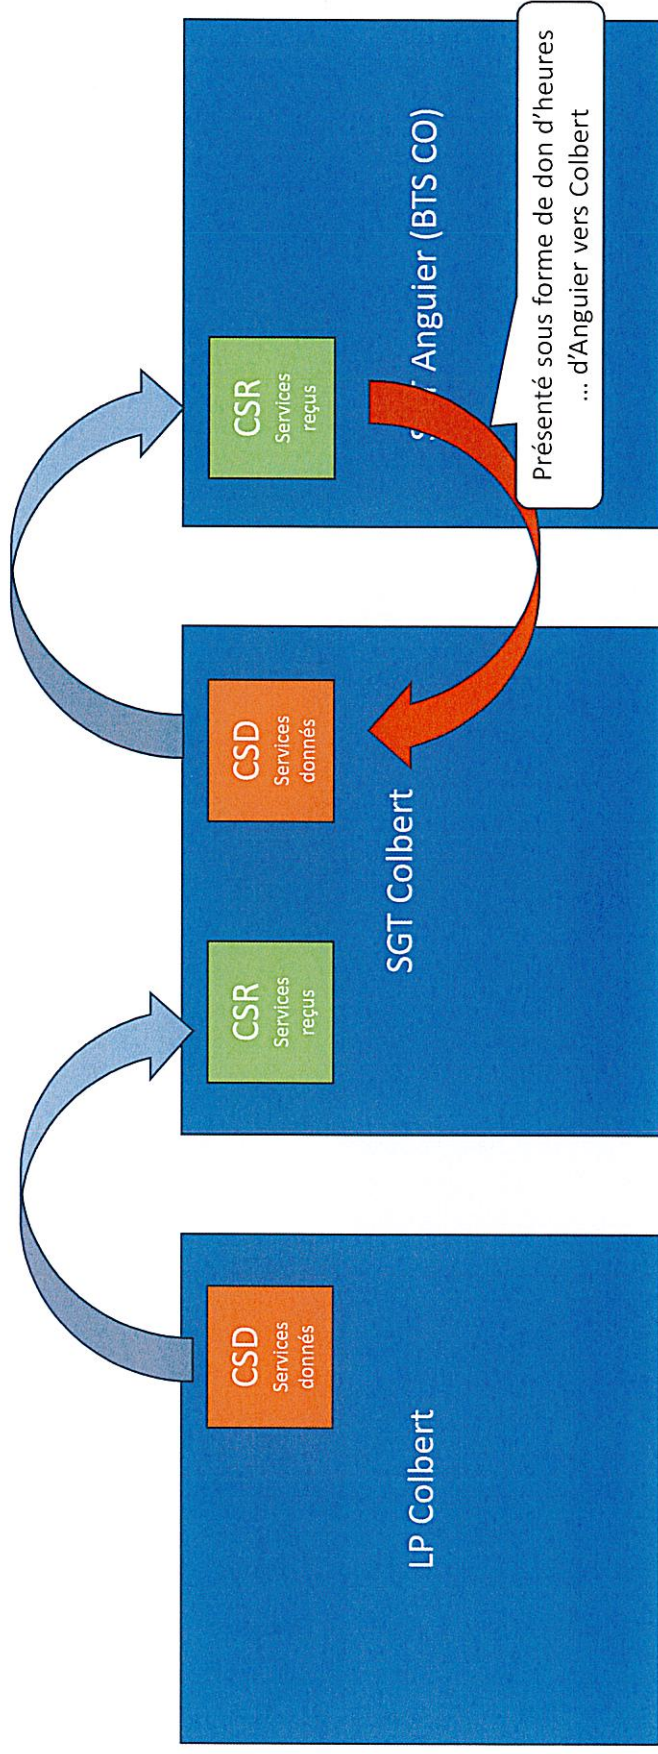 CSD
Services
donnés
LP Colbert
CSR
Services
reçus
CSD
Services
donnés
SGT Colbert
CSR
Services
reçus
Anguier (BTS CO)
Présenté sous forme de don d'heures
... d'Anguier vers Colbert